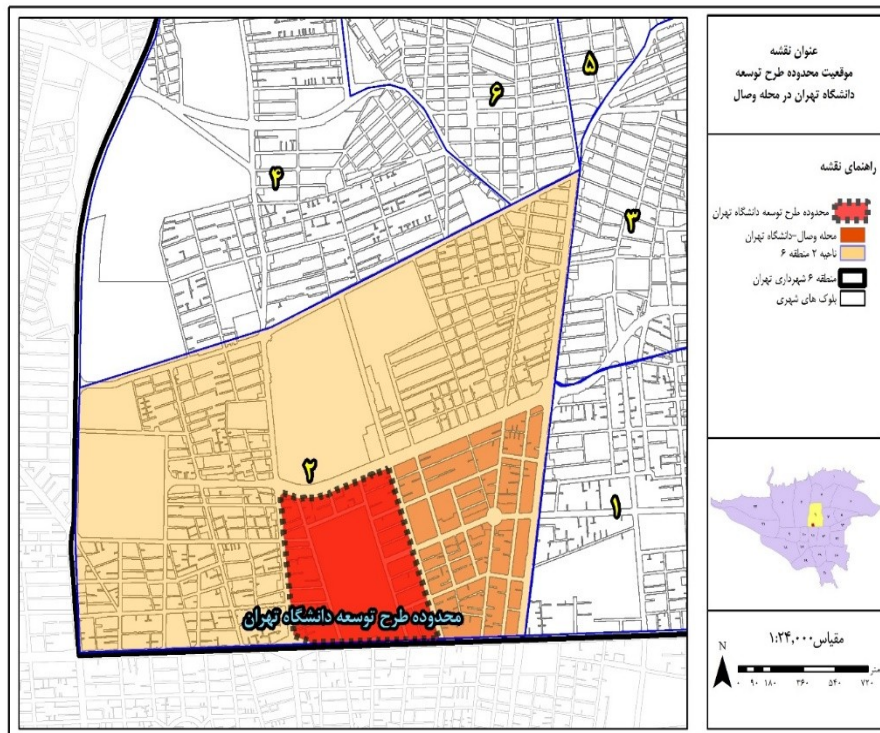 عنوان نقشه
موقعیت محدوده طرح توسعه
دانشگاه تهران در محله وصال
راهنمای نقشه
محدوده طرح توسعه دانشگاه تهران
محله وصال-دانشگاه تهران
ناحیه ۲ منطقه ۶
منطقه ۶ شهرداری تهران
بلوک های شهری
۵
۶
۴
۳
۲
۱
محدوده طرح توسعه دانشگاه تهران
مقیاس ۱:۲۴,۰۰۰
N
متر
۰ ۹۰ ۱۸۰ ۳۶۰ ۵۴۰ ۷۲۰